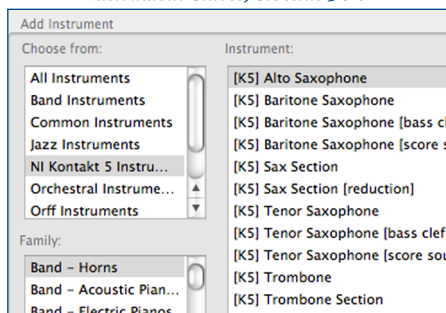 Add Instrument
Choose from:
All Instruments
Band Instruments
Common Instruments
Jazz Instruments
NI Kontakt 5 Instru...
Orchestral Instrume...
Orff Instruments
Family:
Band – Horns
Band – Acoustic Pian...
Band – Electric Pianos
Instrument:
[K5] Alto Saxophone
[K5] Baritone Saxophone
[K5] Baritone Saxophone [bass cl
[K5] Baritone Saxophone [score s
[K5] Sax Section
[K5] Sax Section [reduction]
[K5] Tenor Saxophone
[K5] Tenor Saxophone [bass clef
[K5] Tenor Saxophone [score sou
[K5] Trombone
[K5] Trombone Section